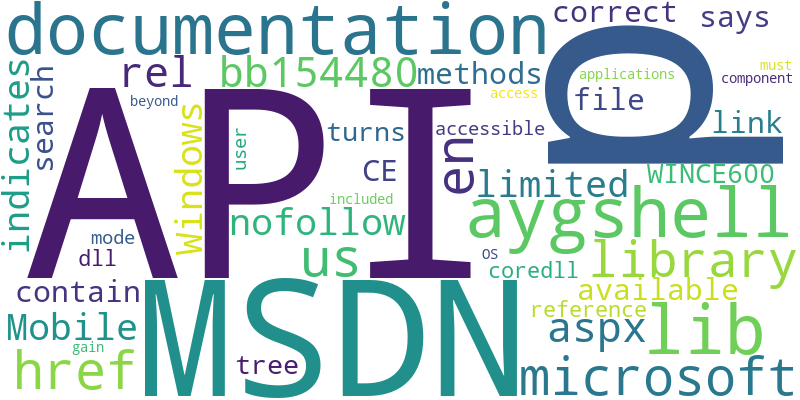 documentation
correct
says
API
p
MSDN
rel
bb154480
methods
applications
must
component
access
file
link
search
indicates
beyond
Windows
user
turns
accessible
en
CE
limited
WINCE600
included
nofollow
aygshell
us
mode
dll
OS
coredll
library
contain
available
reference
Mobile
gain
aspx
lib
href
tree
microsoft